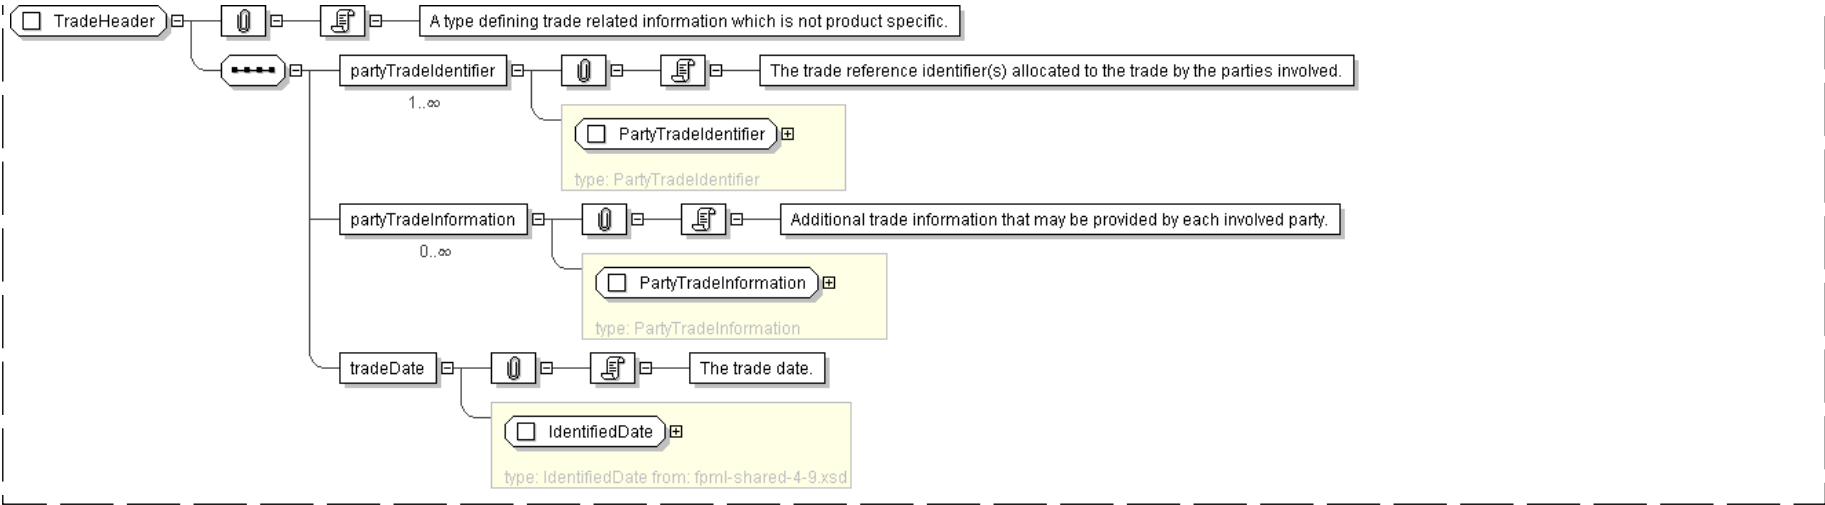 TradeHeader
A type defining trade related information which is not product specific.
partyTradeIdentifier
The trade reference identifier(s) allocated to the trade by the parties involved.
1..∞
PartyTradeIdentifier
type: PartyTradeIdentifier
partyTradeInformation
Additional trade information that may be provided by each involved party.
0..∞
PartyTradeInformation
type: PartyTradeInformation
tradeDate
The trade date.
IdentifiedDate
type: IdentifiedDate from: fpml-shared-4-9.xsd